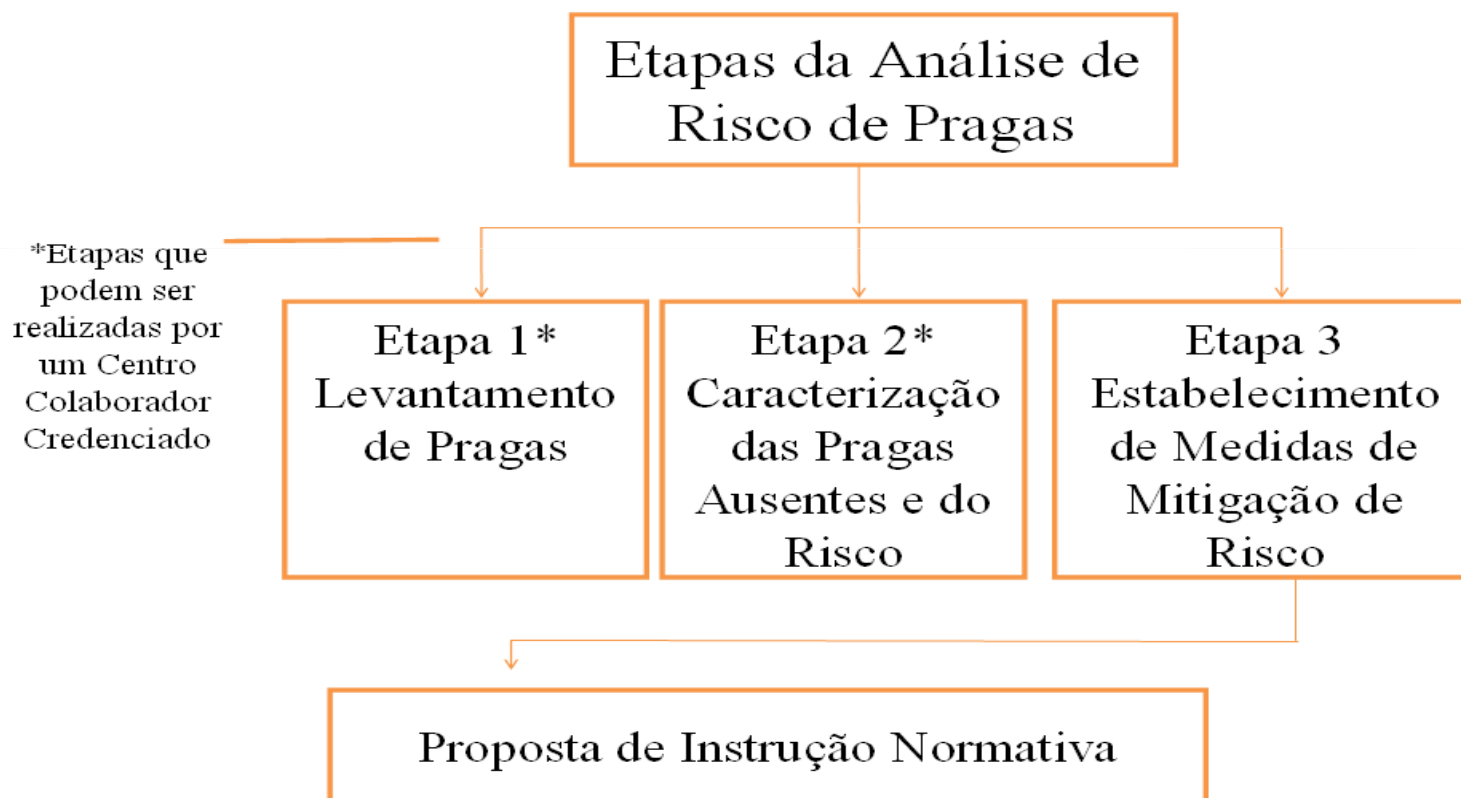 Etapas da Análise de
Risco de Pragas
*Etapas que
podem ser
realizadas por
um Centro
Colaborador
Credenciado
Etapa 1*
Levantamento
de Pragas
Etapa 2*
Caracterização
das Pragas
Ausentes e do
Risco
Etapa 3
Estabelecimento
de Medidas de
Mitigação de
Risco
Proposta de Instrução Normativa